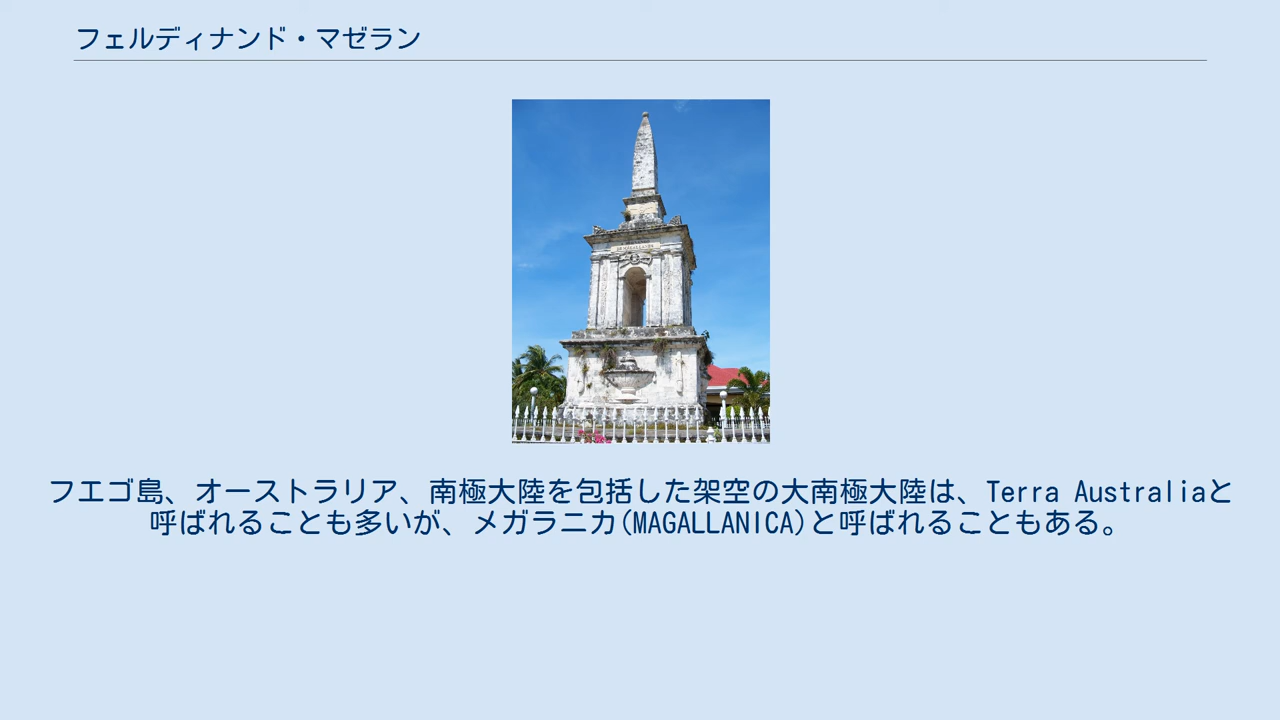 フェルディナンド・マゼラン
フエゴ島、オーストラリア、南極大陸を包括した架空の大南極大陸は、Terra Australiaと
呼ばれることも多いが、メガラニカ(MAGALLANICA)と呼ばれることもある。